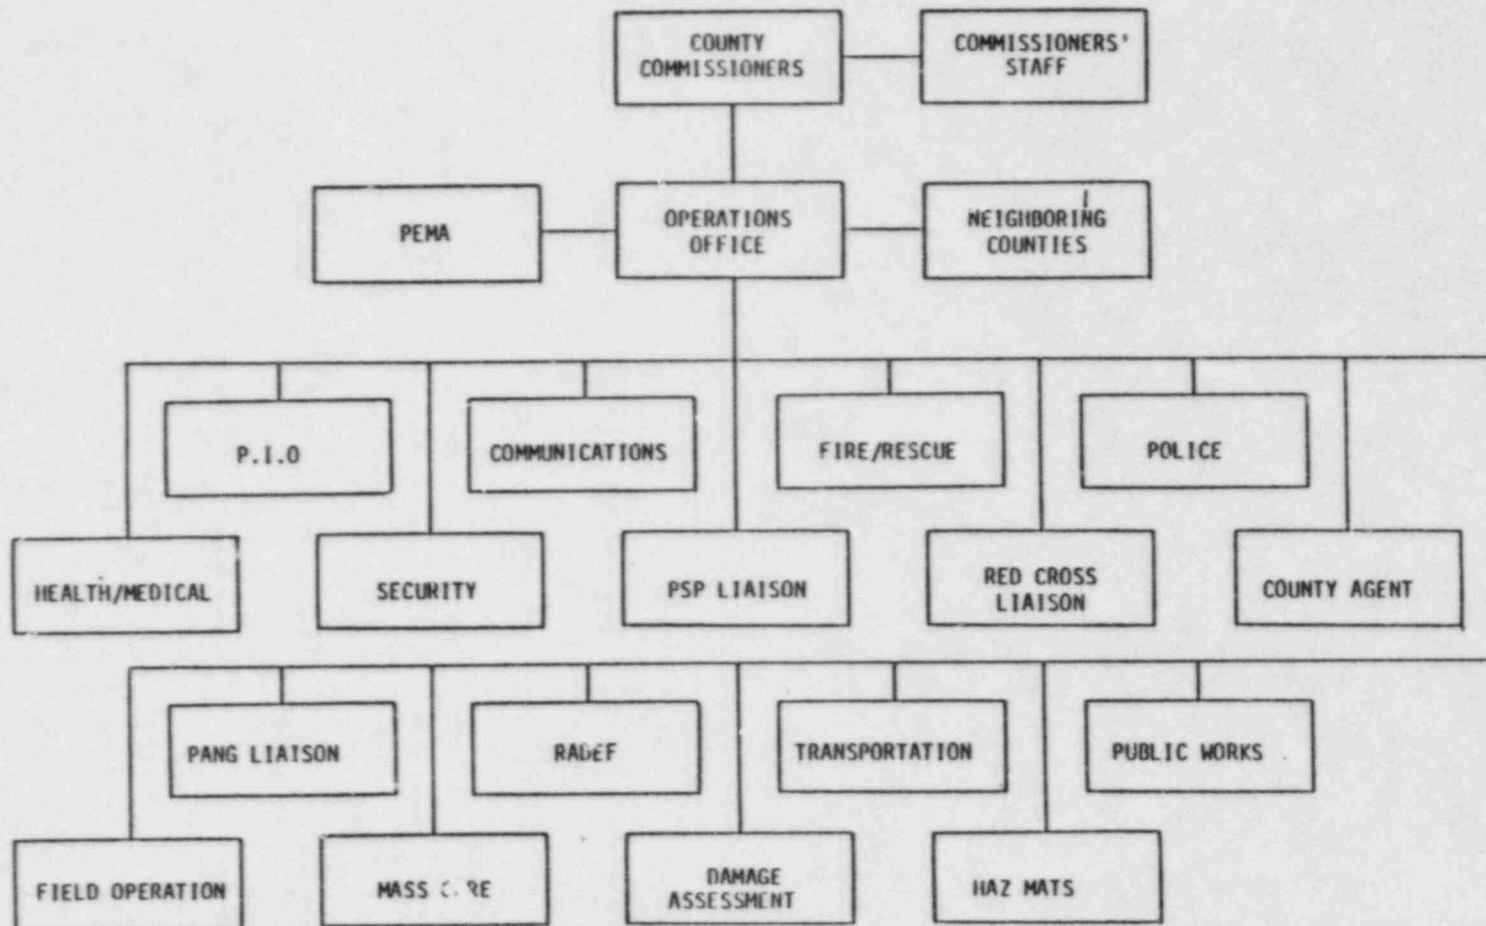 COUNTY
COMMISSIONERS
COMMISSIONERS'
STAFF
PEMA
OPERATIONS
OFFICE
NEIGHBORING
COUNTIES
P.I.O
COMMUNICATIONS
FIRE/RESCUE
POLICE
HEALTH/MEDICAL
SECURITY
PSP LIAISON
RED CROSS
LIAISON
COUNTY AGENT
PANG LIAISON
RADEF
TRANSPORTATION
PUBLIC WORKS
FIELD OPERATION
MASS
DAMAGE
ASSESSMENT
HAZ MATS